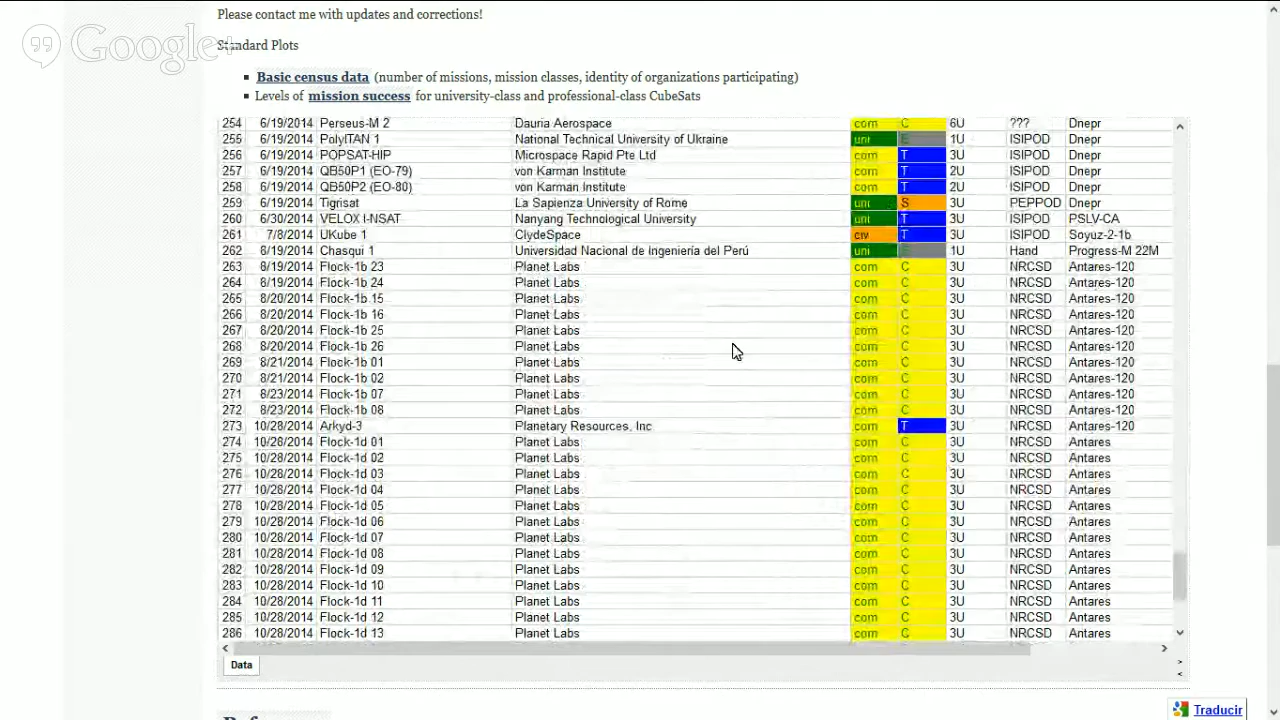 Please contact me with updates and corrections!
Google+
Standard Plots
Basic census data (number of missions, mission classes, identity of organizations participating)
Levels of mission success for university-class and professional-class CubeSats
254 6/19/2014 Perseus-M 2 Dauria Aerospace com C 6U ??? Dnepr
255 6/19/2014 PolyITAN 1 National Technical University of Ukraine uni E 1U ISIPOD Dnepr
256 6/19/2014 POPSAT-HIP Microspace Rapid Pte Ltd com T 3U ISIPOD Dnepr
257 6/19/2014 QB50P1 (EO-79) von Karman Institute com T 2U ISIPOD Dnepr
258 6/19/2014 QB50P2 (EO-80) von Karman Institute com T 2U ISIPOD Dnepr
259 6/19/2014 Tigrisat La Sapienza University of Rome uni S 3U PEPPOD Dnepr
260 6/30/2014 VELOX I-NSAT Nanyang Technological University uni T 3U ISIPOD PSLV-CA
261 7/8/2014 UKube 1 ClydeSpace civ T 3U ISIPOD Soyuz-2-1b
262 8/18/2014 Chasqui 1 Universidad Nacional de Ingeniería del Perú uni E 1U Hand Progress-M 22M
263 8/19/2014 Flock-1b 23 Planet Labs com C 3U NRCSD Antares-120
264 8/19/2014 Flock-1b 24 Planet Labs com C 3U NRCSD Antares-120
265 8/20/2014 Flock-1b 15 Planet Labs com C 3U NRCSD Antares-120
266 8/20/2014 Flock-1b 16 Planet Labs com C 3U NRCSD Antares-120
267 8/20/2014 Flock-1b 25 Planet Labs com C 3U NRCSD Antares-120
268 8/20/2014 Flock-1b 26 Planet Labs com C 3U NRCSD Antares-120
269 8/21/2014 Flock-1b 01 Planet Labs com C 3U NRCSD Antares-120
270 8/21/2014 Flock-1b 02 Planet Labs com C 3U NRCSD Antares-120
271 8/23/2014 Flock-1b 07 Planet Labs com C 3U NRCSD Antares-120
272 8/23/2014 Flock-1b 08 Planet Labs com C 3U NRCSD Antares-120
273 10/28/2014 Arkyd-3 Planetary Resources, Inc com T 3U NRCSD Antares-120
274 10/28/2014 Flock-1d 01 Planet Labs com C 3U NRCSD Antares
275 10/28/2014 Flock-1d 02 Planet Labs com C 3U NRCSD Antares
276 10/28/2014 Flock-1d 03 Planet Labs com C 3U NRCSD Antares
277 10/28/2014 Flock-1d 04 Planet Labs com C 3U NRCSD Antares
278 10/28/2014 Flock-1d 05 Planet Labs com C 3U NRCSD Antares
279 10/28/2014 Flock-1d 06 Planet Labs com C 3U NRCSD Antares
280 10/28/2014 Flock-1d 07 Planet Labs com C 3U NRCSD Antares
281 10/28/2014 Flock-1d 08 Planet Labs com C 3U NRCSD Antares
282 10/28/2014 Flock-1d 09 Planet Labs com C 3U NRCSD Antares
283 10/28/2014 Flock-1d 10 Planet Labs com C 3U NRCSD Antares
284 10/28/2014 Flock-1d 11 Planet Labs com C 3U NRCSD Antares
285 10/28/2014 Flock-1d 12 Planet Labs com C 3U NRCSD Antares
286 10/28/2014 Flock-1d 13 Planet Labs com C 3U NRCSD Antares
Data
Traducir